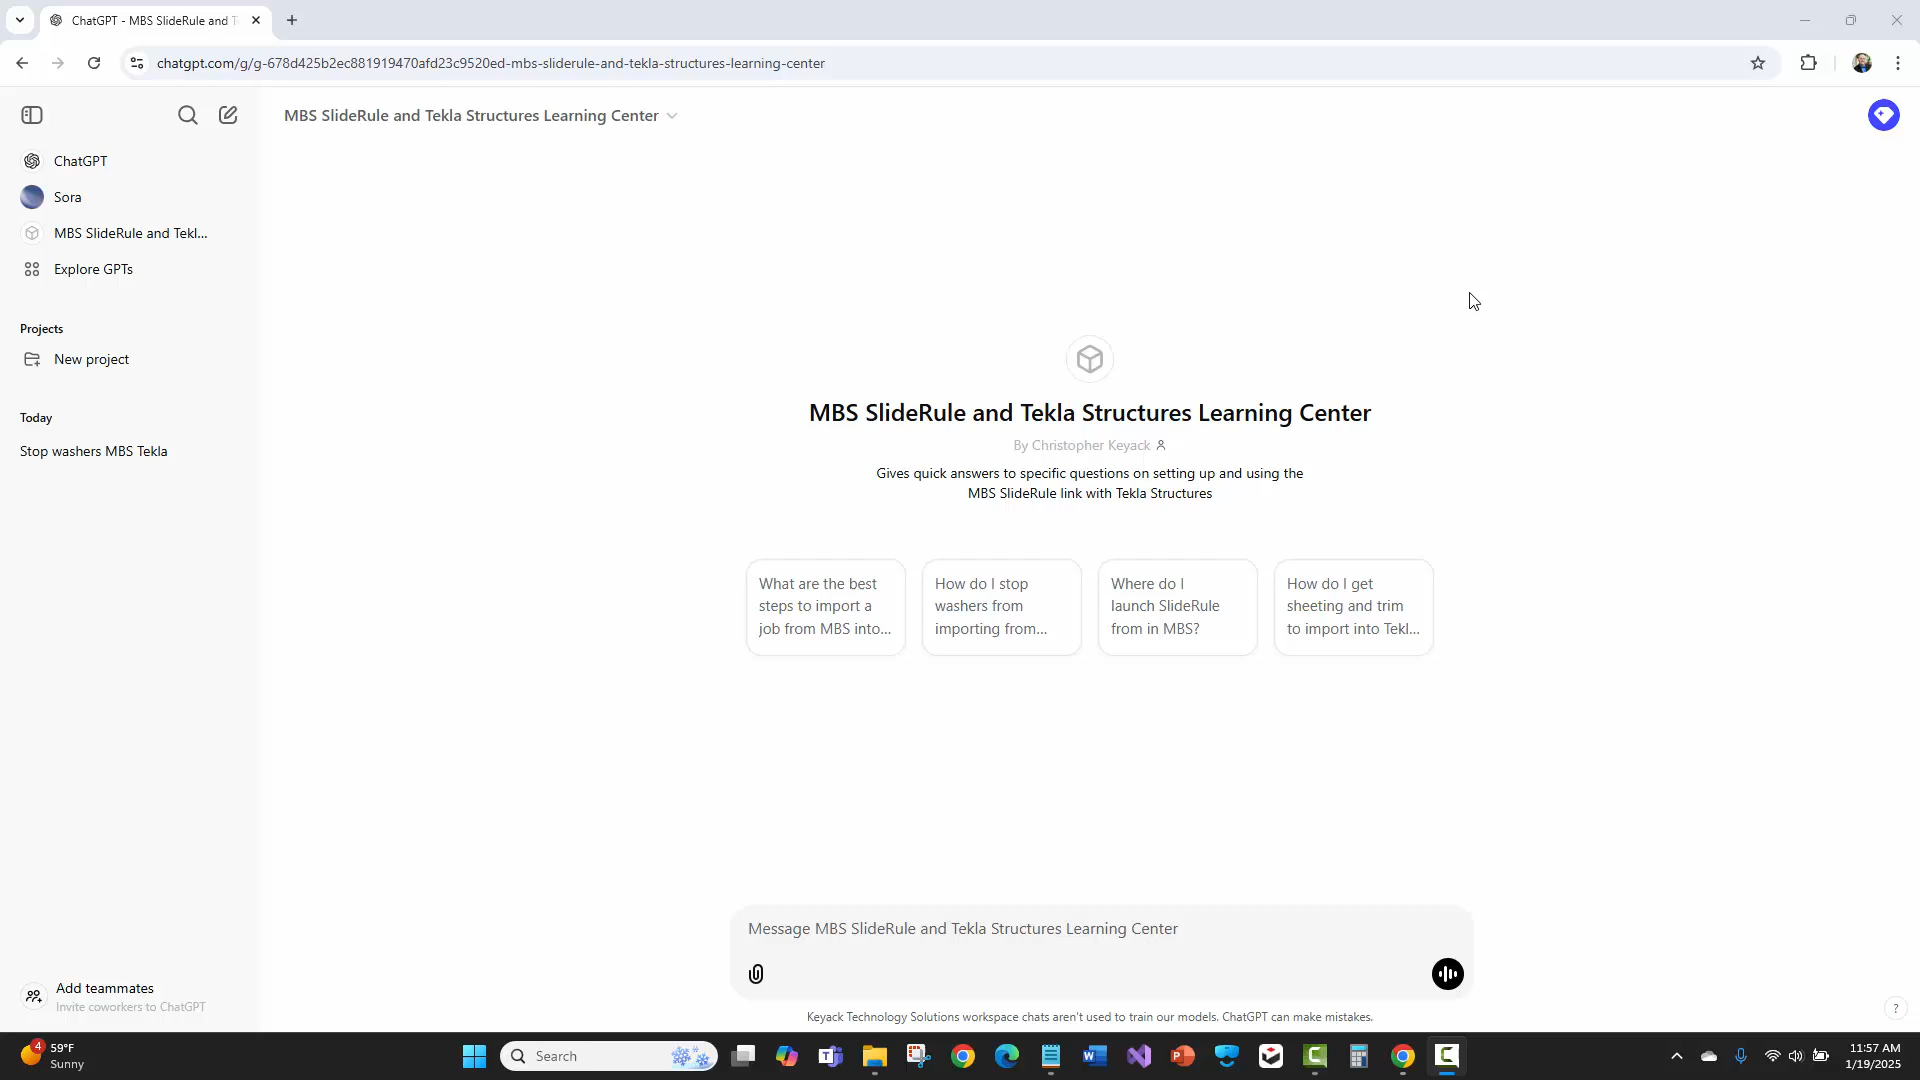 ChatGPT - MBS SlideRule and T
chatgpt.com/g/g-678d425b2ec881919470afd23c9520ed-mbs-sliderule-and-tekla-structures-learning-center
MBS SlideRule and Tekla Structures Learning Center
ChatGPT
Sora
MBS SlideRule and Tekl...
Explore GPTs
Projects
New project
Today
Stop washers MBS Tekla
MBS SlideRule and Tekla Structures Learning Center
By Christopher Keyack
Gives quick answers to specific questions on setting up and using the
MBS SlideRule link with Tekla Structures
What are the best
steps to import a
job from MBS into...
How do I stop
washers from
importing from...
Where do I
launch SlideRule
from in MBS?
How do I get
sheeting and trim
to import into Tekl...
Message MBS SlideRule and Tekla Structures Learning Center
Add teammates
Invite coworkers to ChatGPT
Keyack Technology Solutions workspace chats aren't used to train our models. ChatGPT can make mistakes.
?
4
59°F
Sunny
Search
11:57 AM
1/19/2025